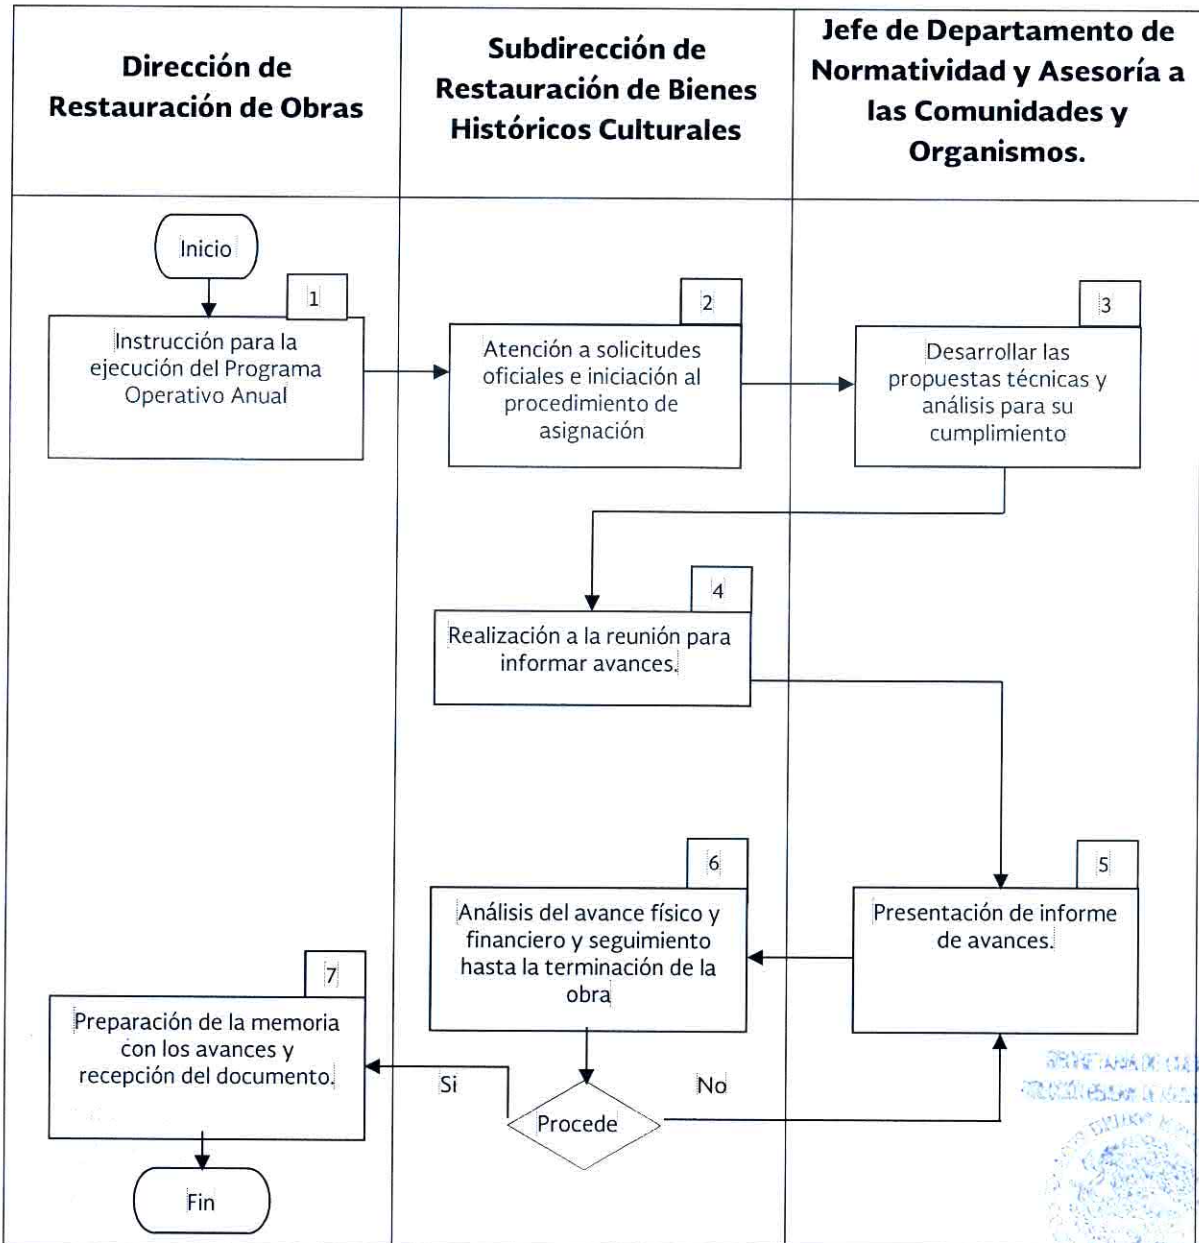 Dirección de
Restauración de Obras
Subdirección de
Restauración de Bienes
Históricos Culturales
Jefe de Departamento de
Normatividad y Asesoría a
las Comunidades y
Organismos.
Inicio
1
Instrucción para la
ejecución del Programa
Operativo Anual
2
Atención a solicitudes
oficiales e iniciación al
procedimiento de
asignación
3
Desarrollar las
propuestas técnicas y
análisis para su
cumplimiento
4
Realización a la reunión para
informar avances.
5
Presentación de informe
de avances.
6
Análisis del avance físico y
financiero y seguimiento
hasta la terminación de la
obra
Procede
Si
No
7
Preparación de la memoria
con los avances y
recepción del documento.
Fin